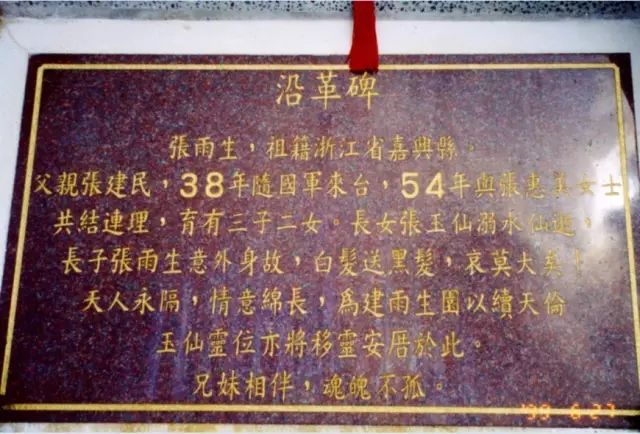 沿革碑
張雨生，祖籍浙江省嘉興縣。
父親張建民，38年隨國軍來台，54年與張惠美女士
共結連理，育有三子二女。長女張玉仙溺水仙逝，
長子張雨生意外身故，白髮送黑髮，哀莫大矣！
天人永隔，情意綿長，為建雨生園以續天倫
玉仙靈位亦將移靈安厝於此。
兄妹相伴，魂魄不孤。
'99 6 27